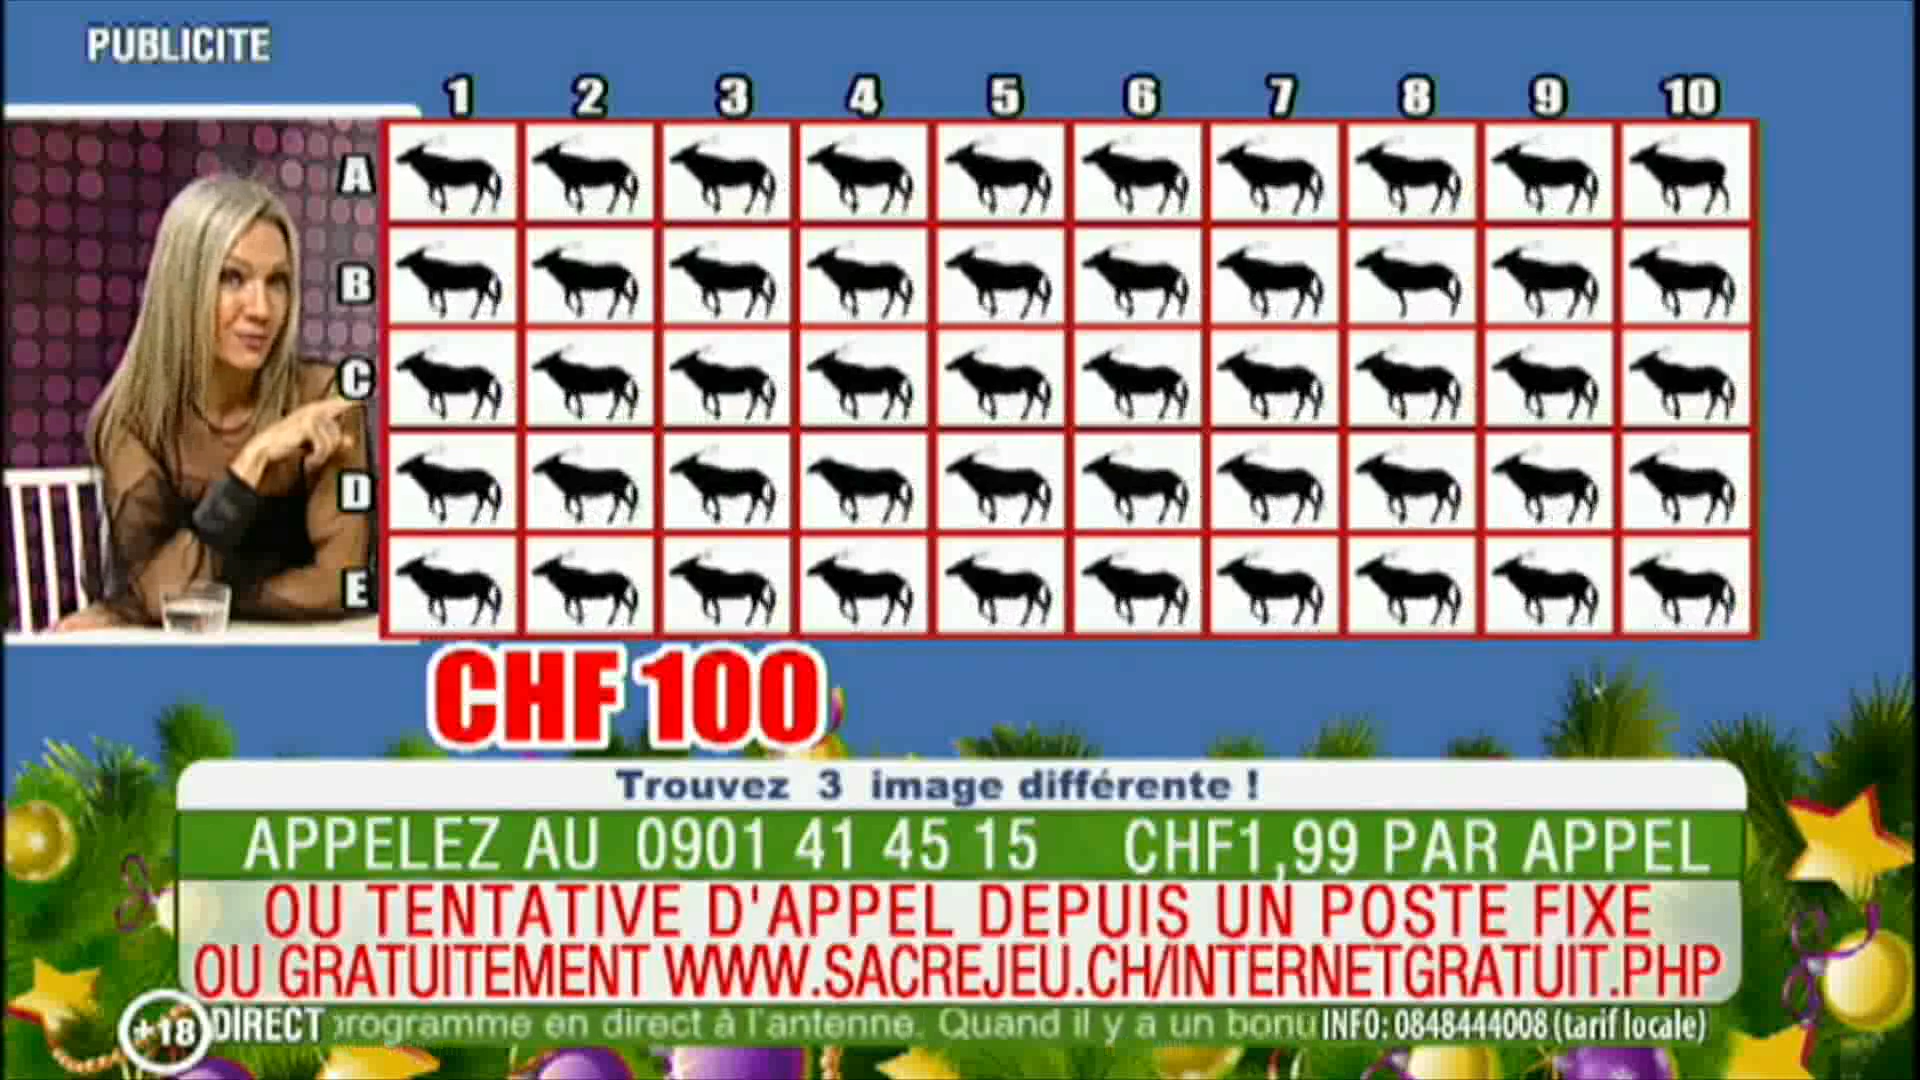 PUBLICITE
1 2 3 4 5 6 7 8 9 10
A
B
C
D
E
CHF 100
Trouvez 3 image différente !
APPELEZ AU 0901 41 45 15 CHF1,99 PAR APPEL
OU TENTATIVE D'APPEL DEPUIS UN POSTE FIXE
OU GRATUITEMENT WWW.SACREJEU.CH/INTERNETGRATUIT.PHP
+18 DIRECT programme en direct à l'antenne. Quand il y a un bonu INFO: 0848444008 (tarif locale)